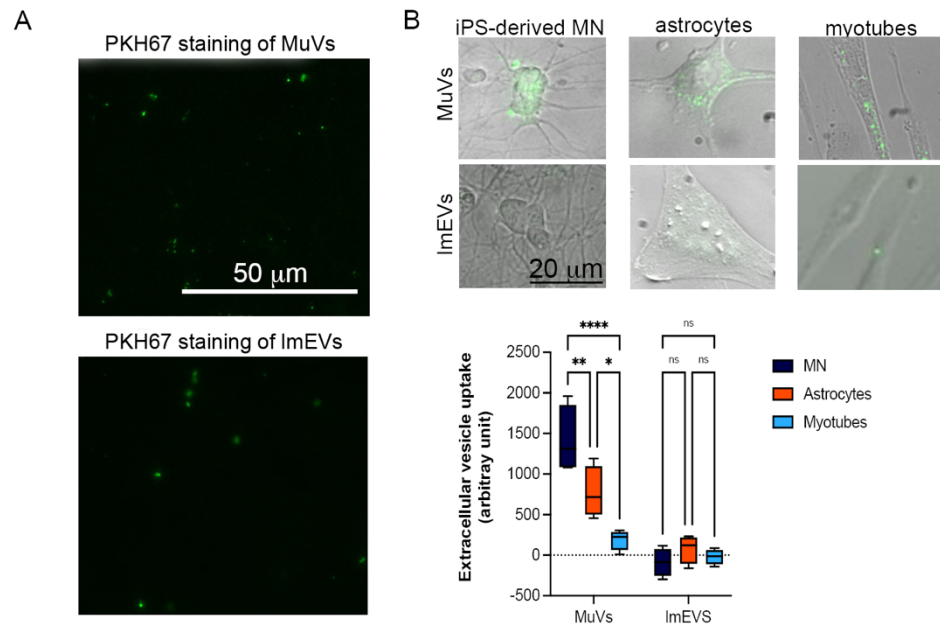 A
PKH67 staining of MuVs
50 μm
PKH67 staining of lmEVs
B
iPS-derived MN
astrocytes
myotubes
MuVs
lmEVs
20 μm
Extracellular vesicle uptake
(arbitray unit)
2500
2000
1500
1000
500
0
-500
****
**
*
ns
ns
ns
MuVs
lmEVS
MN
Astrocytes
Myotubes